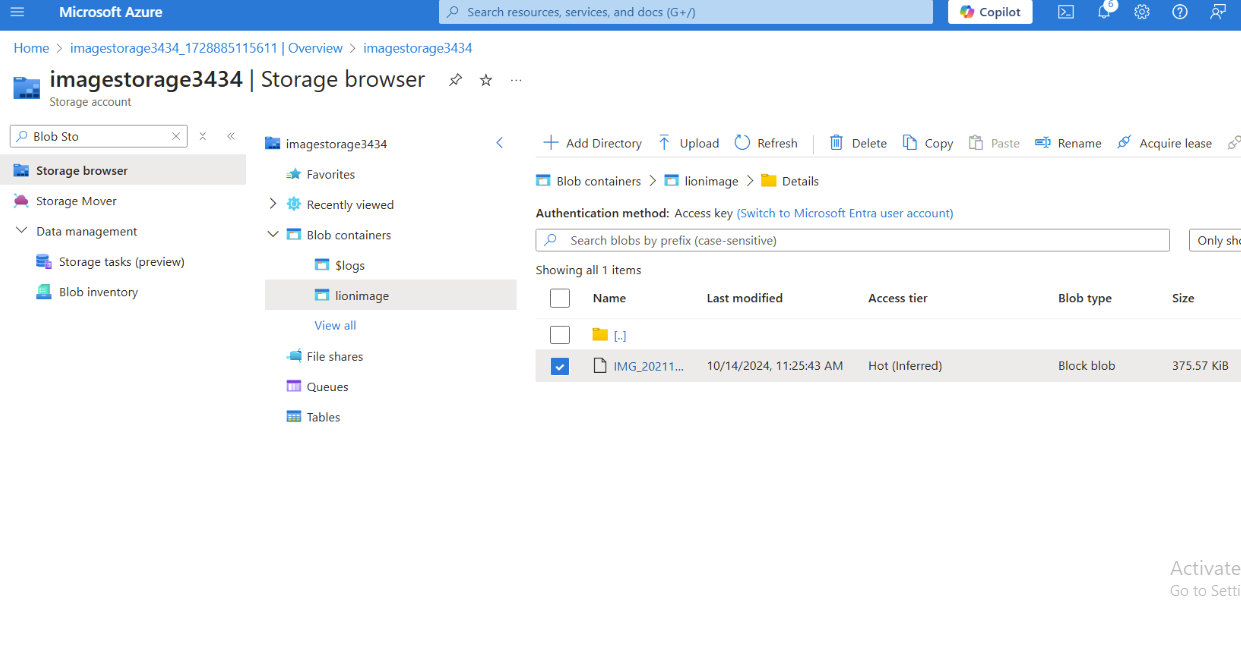 Microsoft Azure
Search resources, services, and docs (G+/)
Copilot
6
Home > imagestorage3434_1728885115611 | Overview > imagestorage3434
imagestorage3434 | Storage browser
...
Storage account
Blob Sto
Storage browser
Storage Mover
Data management
Storage tasks (preview)
Blob inventory
imagestorage3434
Favorites
Recently viewed
Blob containers
$logs
lionimage
View all
File shares
Queues
Tables
Add Directory Upload Refresh Delete Copy Paste Rename Acquire lease
Blob containers > lionimage > Details
Authentication method: Access key (Switch to Microsoft Entra user account)
Search blobs by prefix (case-sensitive)
Only sho
Showing all 1 items
Name Last modified Access tier Blob type Size
[..]
IMG_20211... 10/14/2024, 11:25:43 AM Hot (Inferred) Block blob 375.57 KiB
Activate
Go to Setti